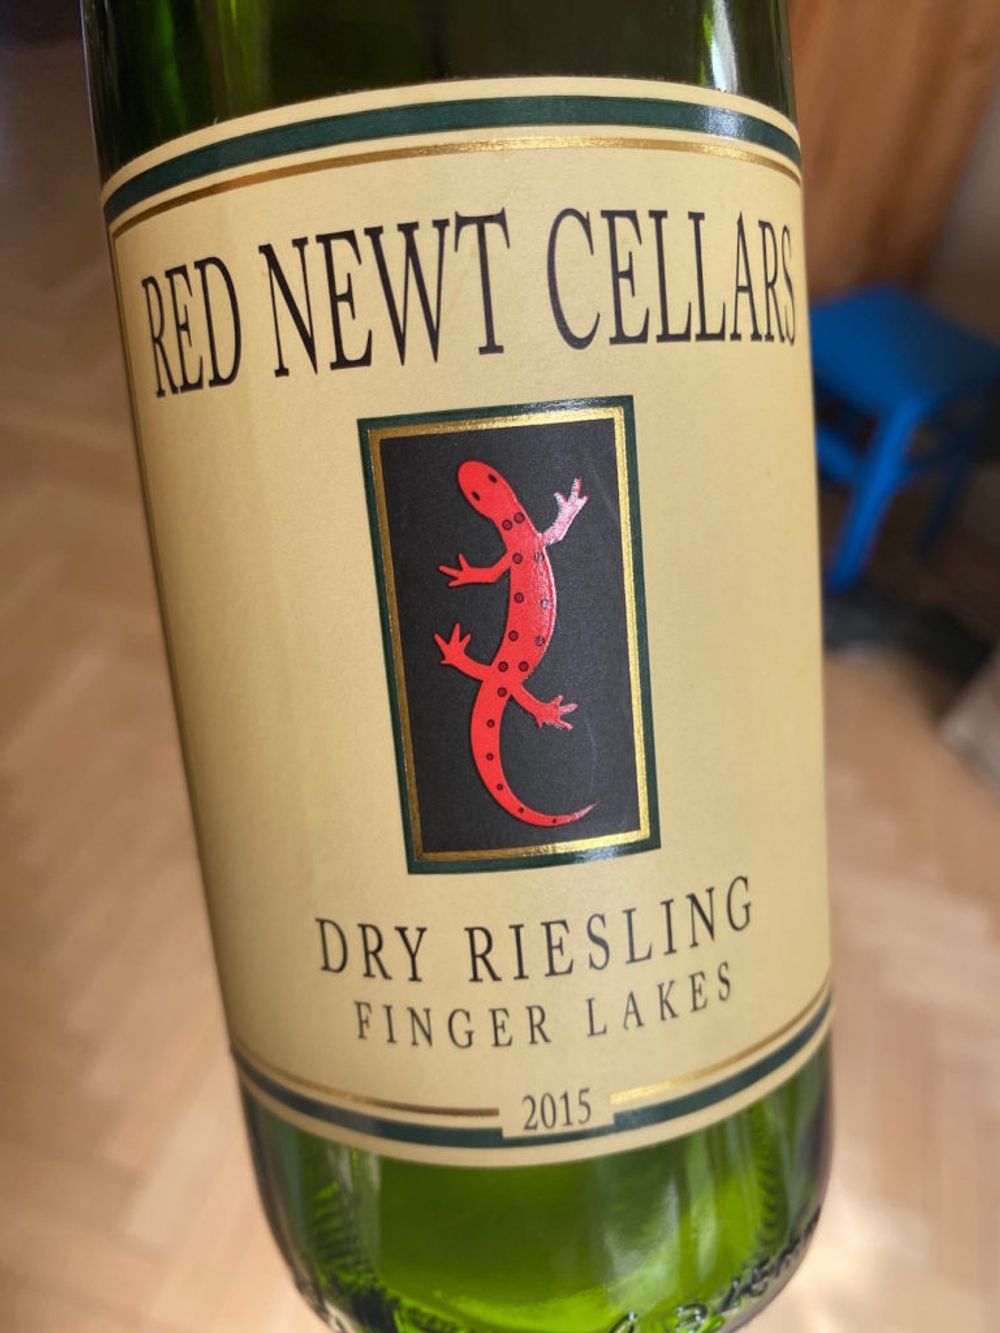 RED NEWT CELLARS
DRY RIESLING
FINGER LAKES
2015